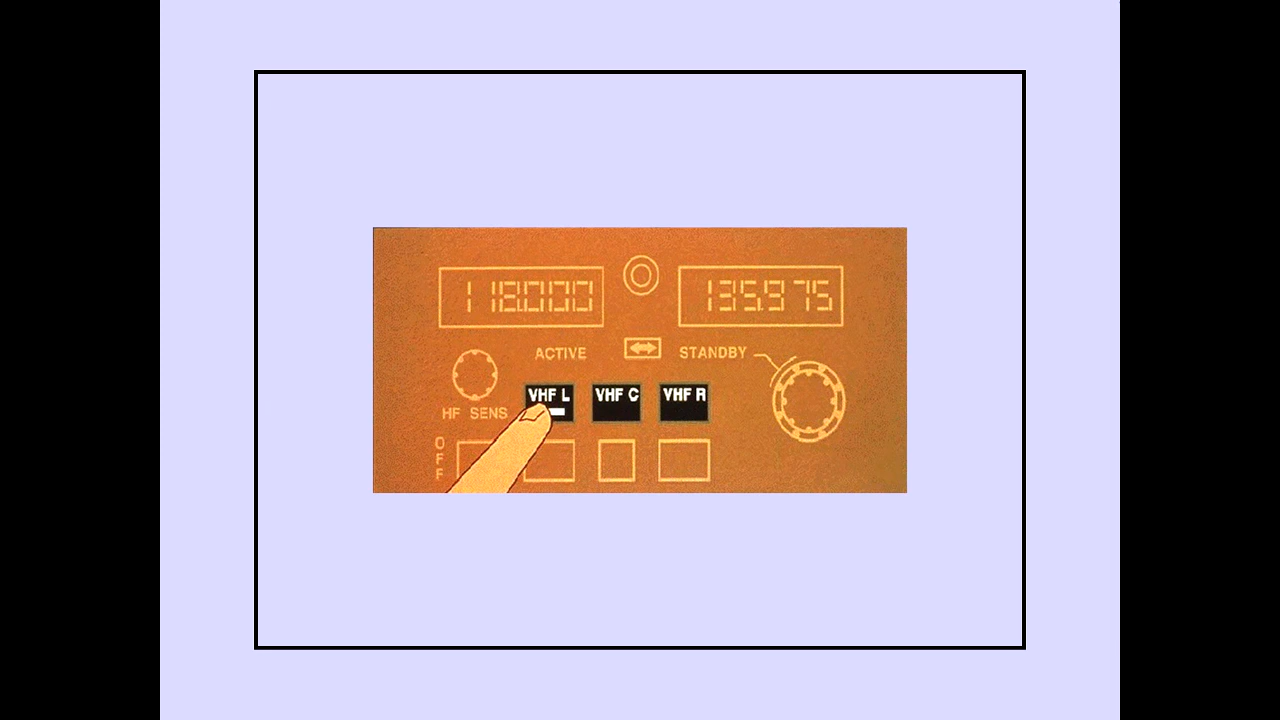 118.000 135.975
ACTIVE STANDBY
VHF L VHF C VHF R
HF SENS
OFF